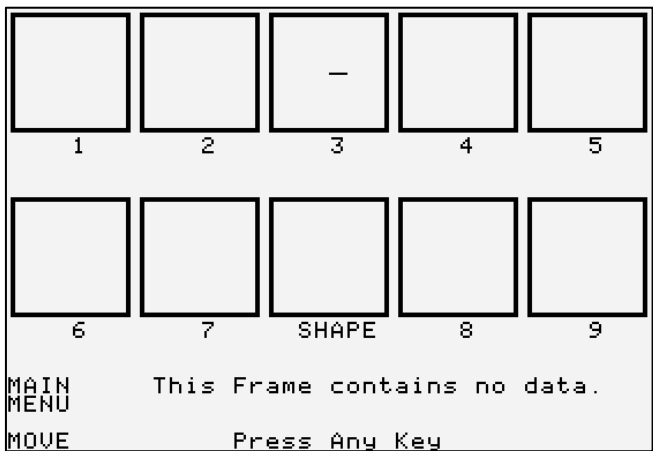 1 2 3 4 5
6 7 SHAPE 8 9
MAIN This Frame contains no data.
MENU
MOVE Press Any Key